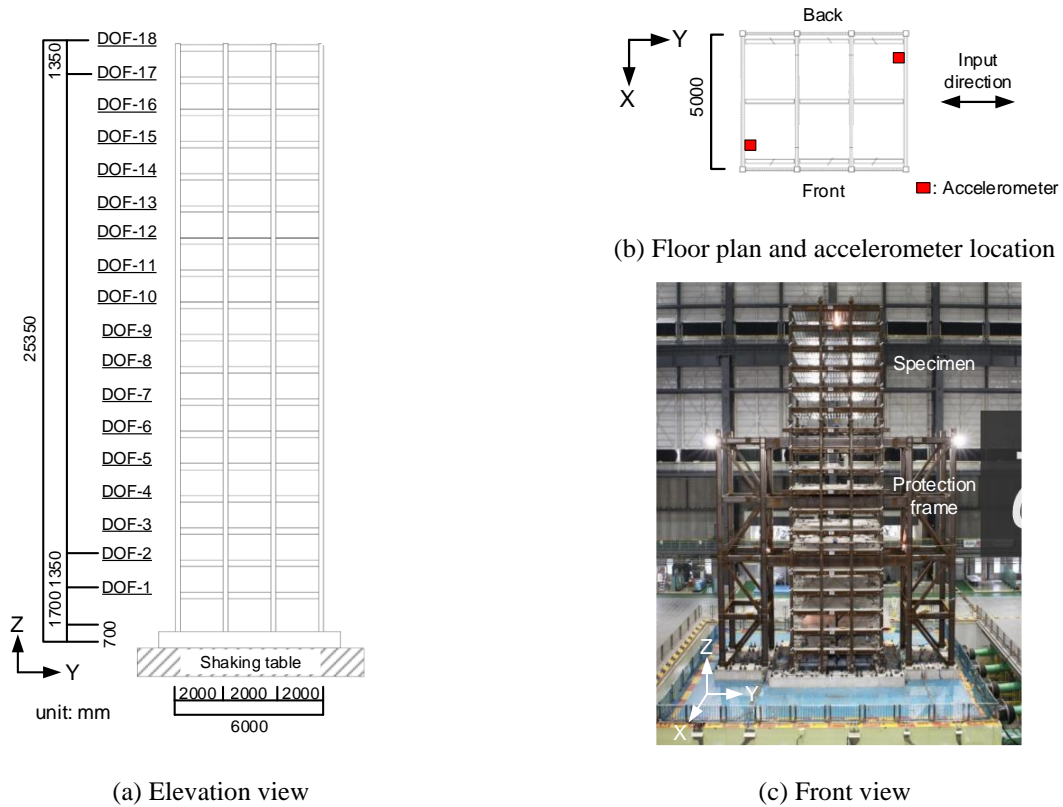 DOF-18
DOF-17
DOF-16
DOF-15
DOF-14
DOF-13
DOF-12
DOF-11
DOF-10
DOF-9
DOF-8
DOF-7
DOF-6
DOF-5
DOF-4
DOF-3
DOF-2
DOF-1
1350
25350
1350
1700
700
Z
Y
Shaking table
2000 2000 2000
6000
unit: mm
(a) Elevation view
Back
Y
X
5000
Input
direction
Front
: Accelerometer
(b) Floor plan and accelerometer location
Specimen
Protection
frame
Z
Y
X
(c) Front view